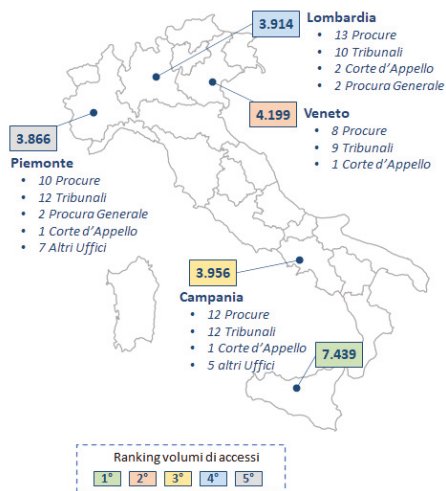 3.914
Lombardia
• 13 Procure
• 10 Tribunali
• 2 Corte d'Appello
• 2 Procura Generale
4.199
Veneto
• 8 Procure
• 9 Tribunali
• 1 Corte d'Appello
3.866
Piemonte
• 10 Procure
• 12 Tribunali
• 2 Procura Generale
• 1 Corte d'Appello
• 7 Altri Uffici
3.956
Campania
• 12 Procure
• 12 Tribunali
• 1 Corte d'Appello
• 5 altri Uffici
7.439
Ranking volumi di accessi
1° 2° 3° 4° 5°